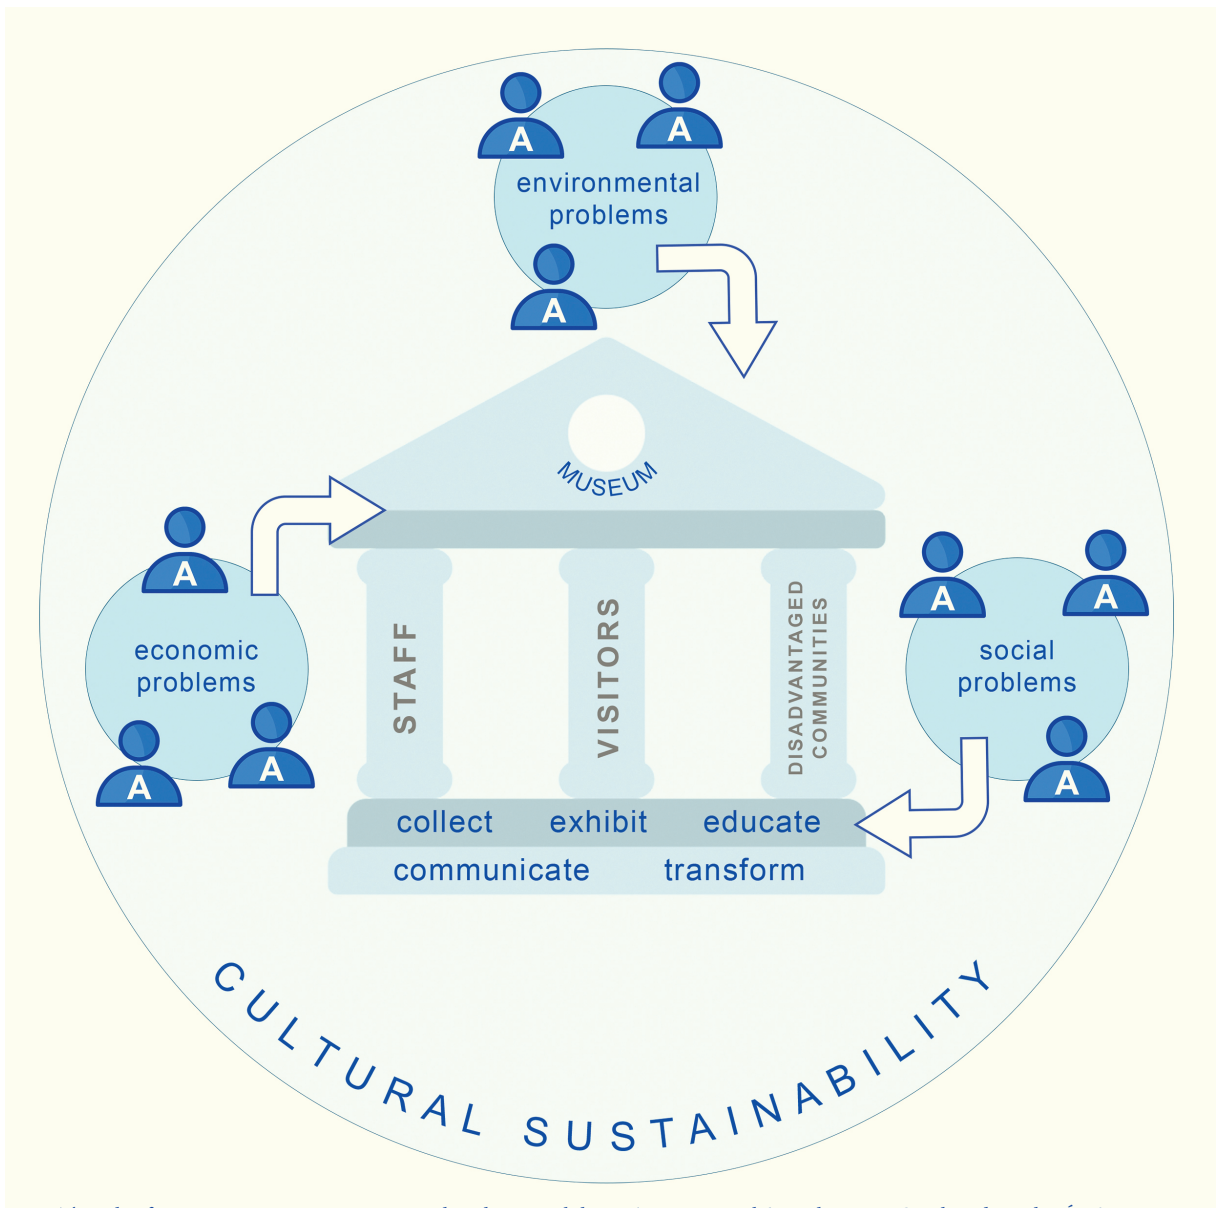 A
A
environmental
problems
A
MUSEUM
A
economic
problems
A
A
STAFF
VISITORS
DISADVANTAGED
COMMUNITIES
A
A
social
problems
A
collect exhibit educate
communicate transform
CULTURAL SUSTAINABILITY